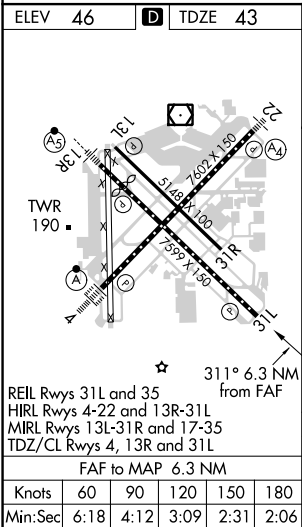 ELEV 46 D TDZE 43
A5
13R
13L
P
22
P
A4
7602 X 150
P
5148 X 100
TWR
190
7599 X 150
31R
A
P
P
4
31L
311° 6.3 NM
from FAF
REIL Rwys 31L and 35
HIRL Rwys 4-22 and 13R-31L
MIRL Rwys 13L-31R and 17-35
TDZ/CL Rwys 4, 13R and 31L
FAF to MAP 6.3 NM
Knots 60 90 120 150 180
Min:Sec 6:18 4:12 3:09 2:31 2:06